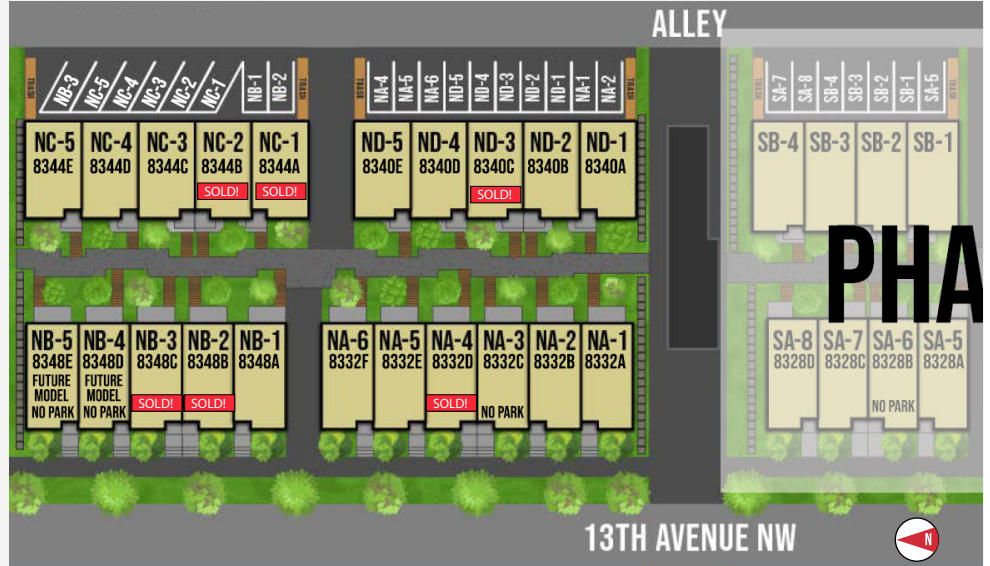 ALLEY
TRASH
NB-3
NC-5
NC-4
NC-3
NC-2
NC-1
NB-1
NB-2
TRASH
TRASH
NA-4
NA-5
NA-6
ND-5
ND-4
ND-3
ND-2
ND-1
NA-1
NA-2
TRASH
TRASH
SA-7
SA-8
SB-4
SB-3
SB-2
SB-1
SA-5
TRASH
NC-5
8344E
NC-4
8344D
NC-3
8344C
NC-2
8344B
SOLD!
NC-1
8344A
SOLD!
ND-5
8340E
ND-4
8340D
ND-3
8340C
SOLD!
ND-2
8340B
ND-1
8340A
SB-4
SB-3
SB-2
SB-1
PHA
NB-5
8348E
FUTURE
MODEL
NO PARK
NB-4
8348D
FUTURE
MODEL
NO PARK
NB-3
8348C
SOLD!
NB-2
8348B
SOLD!
NB-1
8348A
NA-6
8332F
NA-5
8332E
NA-4
8332D
SOLD!
NA-3
8332C
NO PARK
NA-2
8332B
NA-1
8332A
SA-8
8328D
SA-7
8328C
SA-6
8328B
NO PARK
SA-5
8328A
13TH AVENUE NW
N